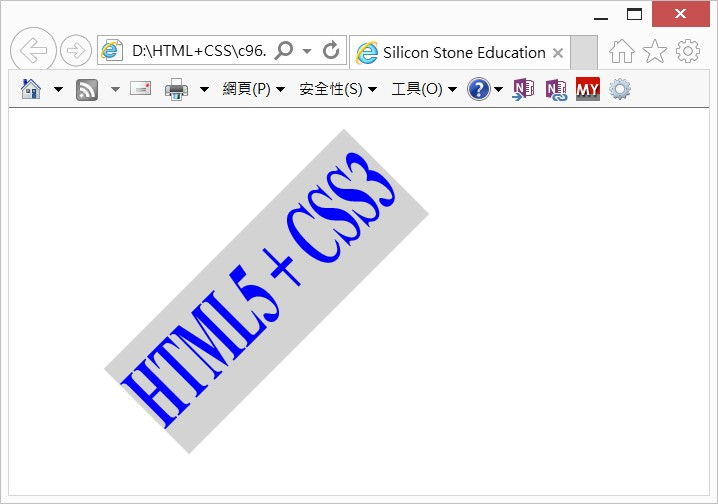 D:\HTML+CSS\c96.
Silicon Stone Education
網頁(P)
安全性(S)
工具(O)
?
N
N
MY
HTML5 + CSS3